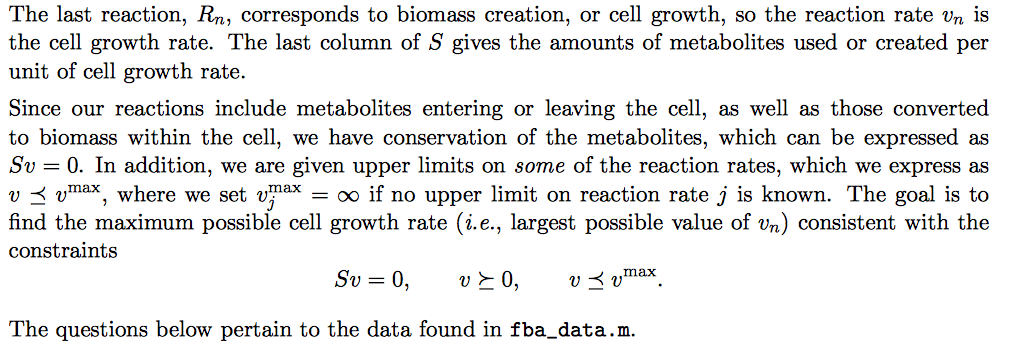 The last reaction, Rₙ, corresponds to biomass creation, or cell growth, so the reaction rate vₙ is
the cell growth rate. The last column of S gives the amounts of metabolites used or created per
unit of cell growth rate.
Since our reactions include metabolites entering or leaving the cell, as well as those converted
to biomass within the cell, we have conservation of the metabolites, which can be expressed as
Sv = 0. In addition, we are given upper limits on some of the reaction rates, which we express as
v ⪯ v^max, where we set v_j^max = ∞ if no upper limit on reaction rate j is known. The goal is to
find the maximum possible cell growth rate (i.e., largest possible value of vₙ) consistent with the
constraints
Sv = 0, v ⪰ 0, v ⪯ v^max.
The questions below pertain to the data found in fba_data.m.